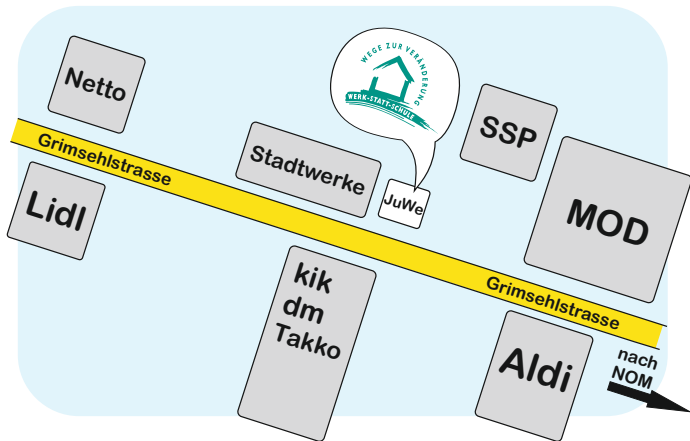 Netto
WEGE ZUR VERÄNDERUNG
WERK-STATT-SCHULE
SSP
Grimsehlstrasse
Stadtwerke
JuWe
MOD
Lidl
kik
dm
Takko
Grimsehlstrasse
Aldi
nach
NOM